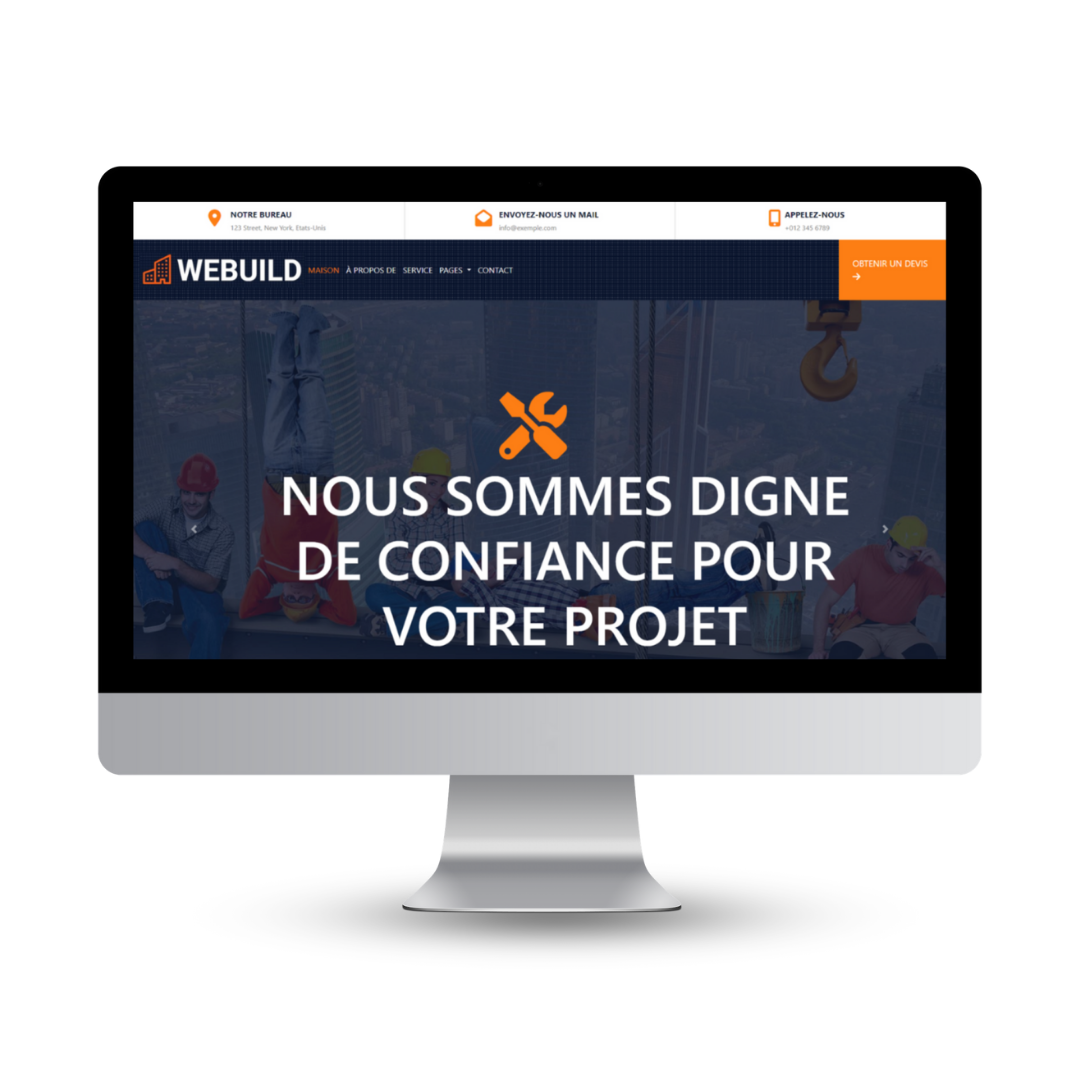 NOTRE BUREAU
123 Street, New York, Etats-Unis
ENVOYEZ-NOUS UN MAIL
info@exemple.com
APPELEZ-NOUS
+012 345 6789
WEBUILD
MAISON À PROPOS DE SERVICE PAGES CONTACT
OBTENIR UN DEVIS
NOUS SOMMES DIGNE
DE CONFIANCE POUR
VOTRE PROJET